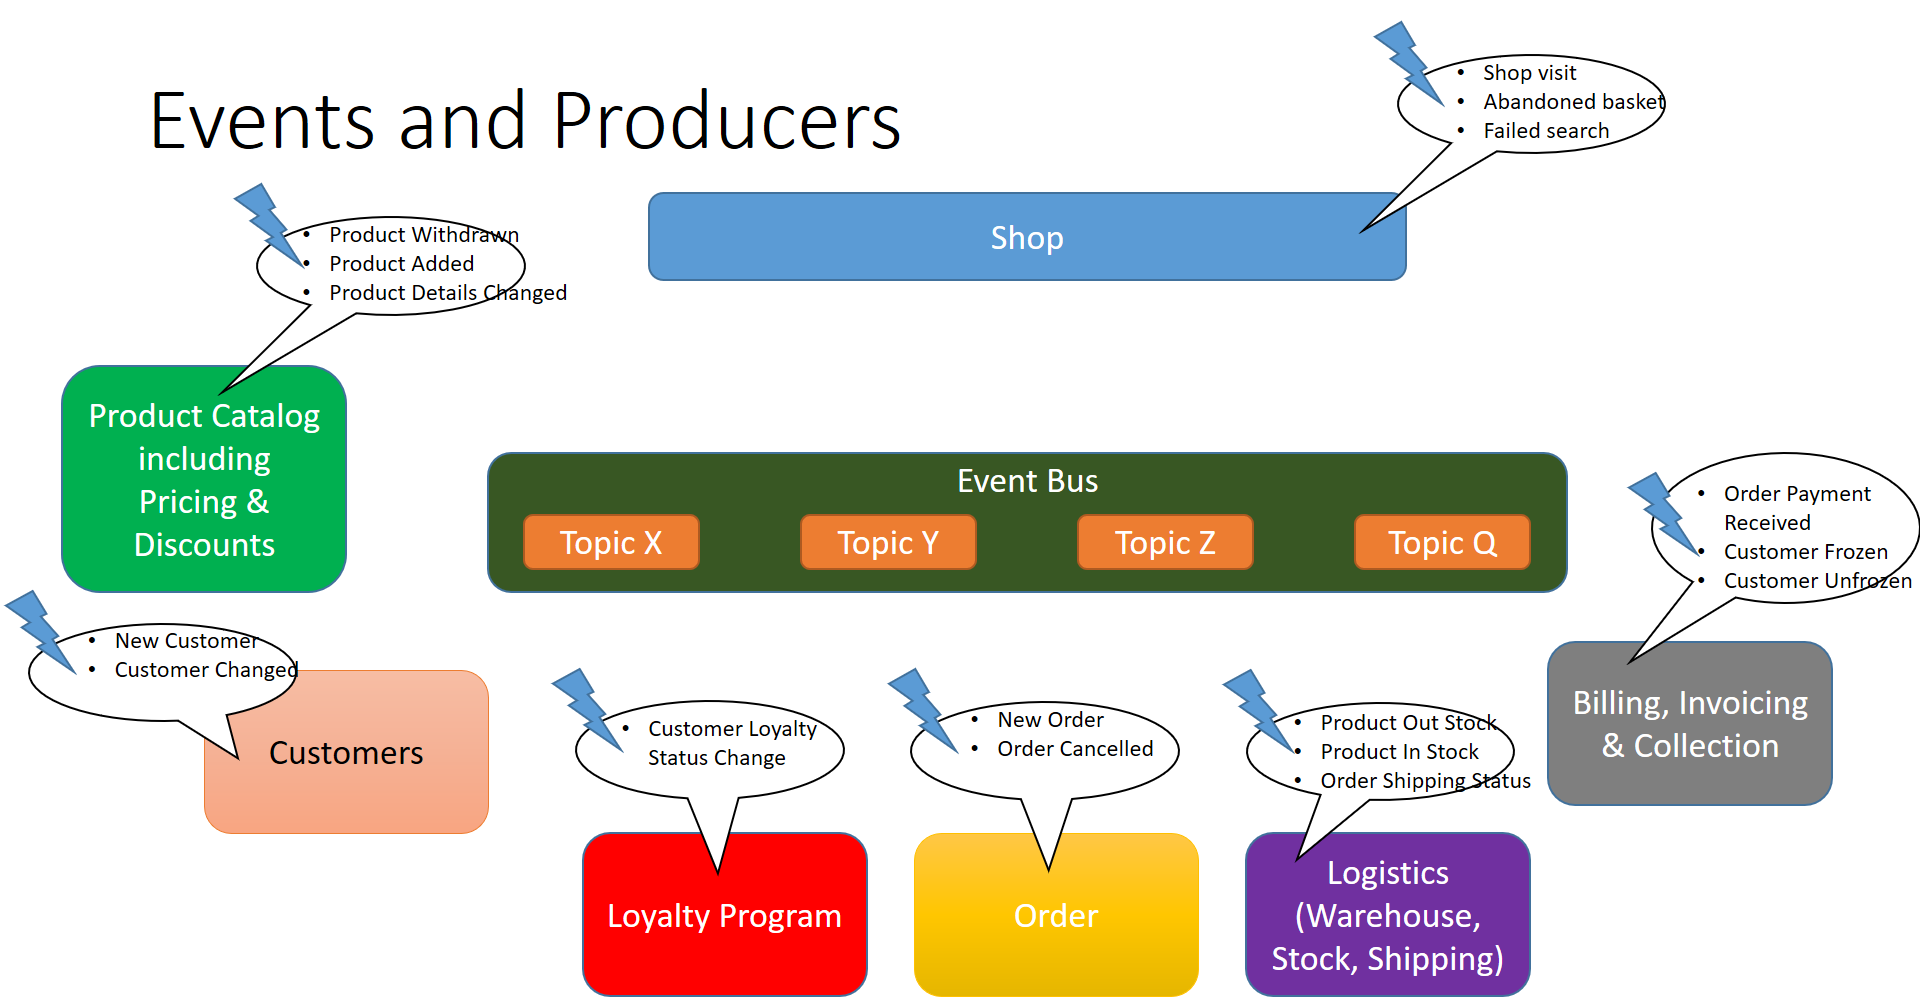 Events and Producers
• Shop visit
• Abandoned basket
• Failed search
Shop
• Product Withdrawn
• Product Added
• Product Details Changed
Product Catalog
including
Pricing &
Discounts
Event Bus
Topic X
Topic Y
Topic Z
Topic Q
• Order Payment
Received
• Customer Frozen
• Customer Unfrozen
Billing, Invoicing
& Collection
• New Customer
• Customer Changed
Customers
• Customer Loyalty
Status Change
Loyalty Program
• New Order
• Order Cancelled
Order
• Product Out Stock
• Product In Stock
• Order Shipping Status
Logistics
(Warehouse,
Stock, Shipping)